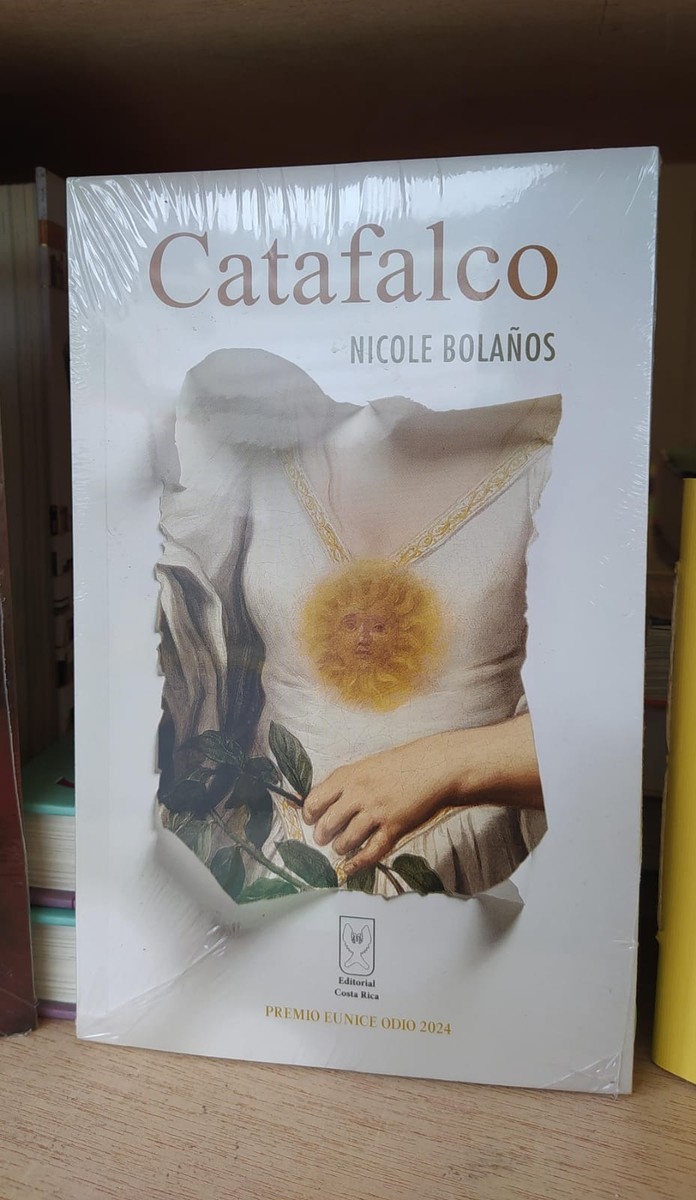 Catafalco
NICOLE BOLAÑOS
Editorial
Costa Rica
PREMIO EUNICE ODIO 2024